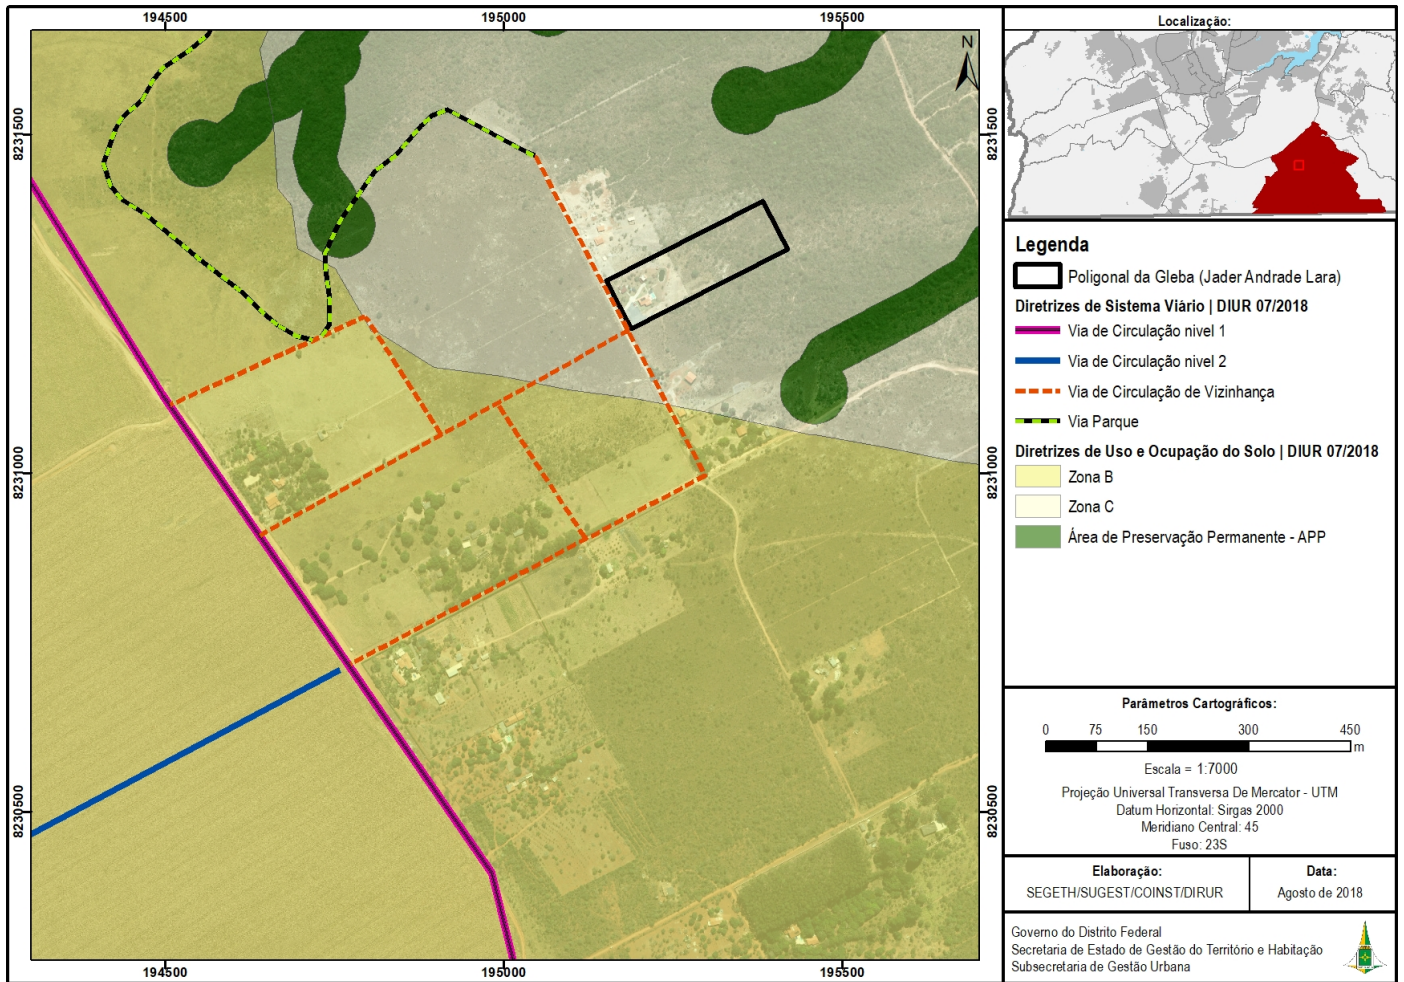 194500
195000
195500
8231500
8231500
N
8231000
8231000
8230500
8230500
194500
195000
195500
Localização:
Legenda
Poligonal da Gleba (Jader Andrade Lara)
Diretrizes de Sistema Viário | DIUR 07/2018
Via de Circulação nivel 1
Via de Circulação nivel 2
Via de Circulação de Vizinhança
Via Parque
Diretrizes de Uso e Ocupação do Solo | DIUR 07/2018
Zona B
Zona C
Área de Preservação Permanente - APP
Parâmetros Cartográficos:
0 75 150 300 450
m
Escala = 1:7000
Projeção Universal Transversa De Mercator - UTM
Datum Horizontal: Sirgas 2000
Meridiano Central: 45
Fuso: 23S
Elaboração:
SEGETH/SUGEST/COINST/DIRUR
Data:
Agosto de 2018
Governo do Distrito Federal
Secretaria de Estado de Gestão do Território e Habitação
Subsecretaria de Gestão Urbana